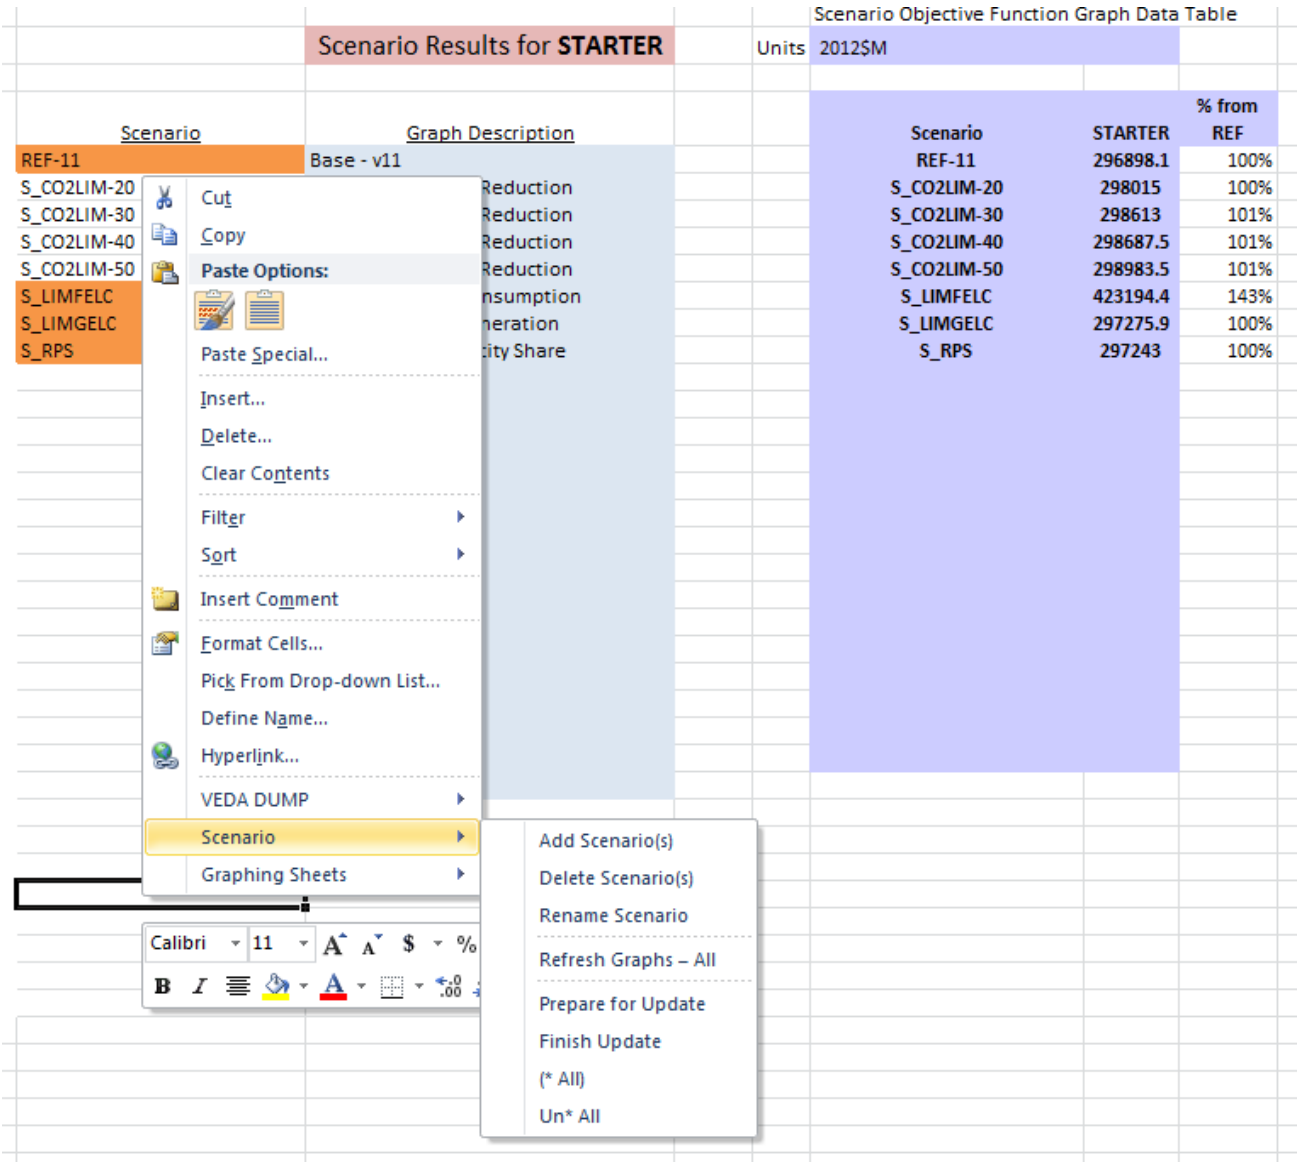 Scenario Objective Function Graph Data Table
Scenario Results for STARTER
Units 2012$M
% from
Scenario Graph Description Scenario STARTER REF
REF-11 Base - v11 REF-11 296898.1 100%
S_CO2LIM-20 Reduction S_CO2LIM-20 298015 100%
S_CO2LIM-30 Reduction S_CO2LIM-30 298613 101%
S_CO2LIM-40 Reduction S_CO2LIM-40 298687.5 101%
S_CO2LIM-50 Reduction S_CO2LIM-50 298983.5 101%
S_LIMFELC nsumption S_LIMFELC 423194.4 143%
S_LIMGELC neration S_LIMGELC 297275.9 100%
S_RPS city Share S_RPS 297243 100%
Cut
Copy
Paste Options:
Paste Special...
Insert...
Delete...
Clear Contents
Filter
Sort
Insert Comment
Format Cells...
Pick From Drop-down List...
Define Name...
Hyperlink...
VEDA DUMP
Scenario
Graphing Sheets
Add Scenario(s)
Delete Scenario(s)
Rename Scenario
Refresh Graphs – All
Prepare for Update
Finish Update
(* All)
Un* All
Calibri 11 A A $ %
B I A .0 .00